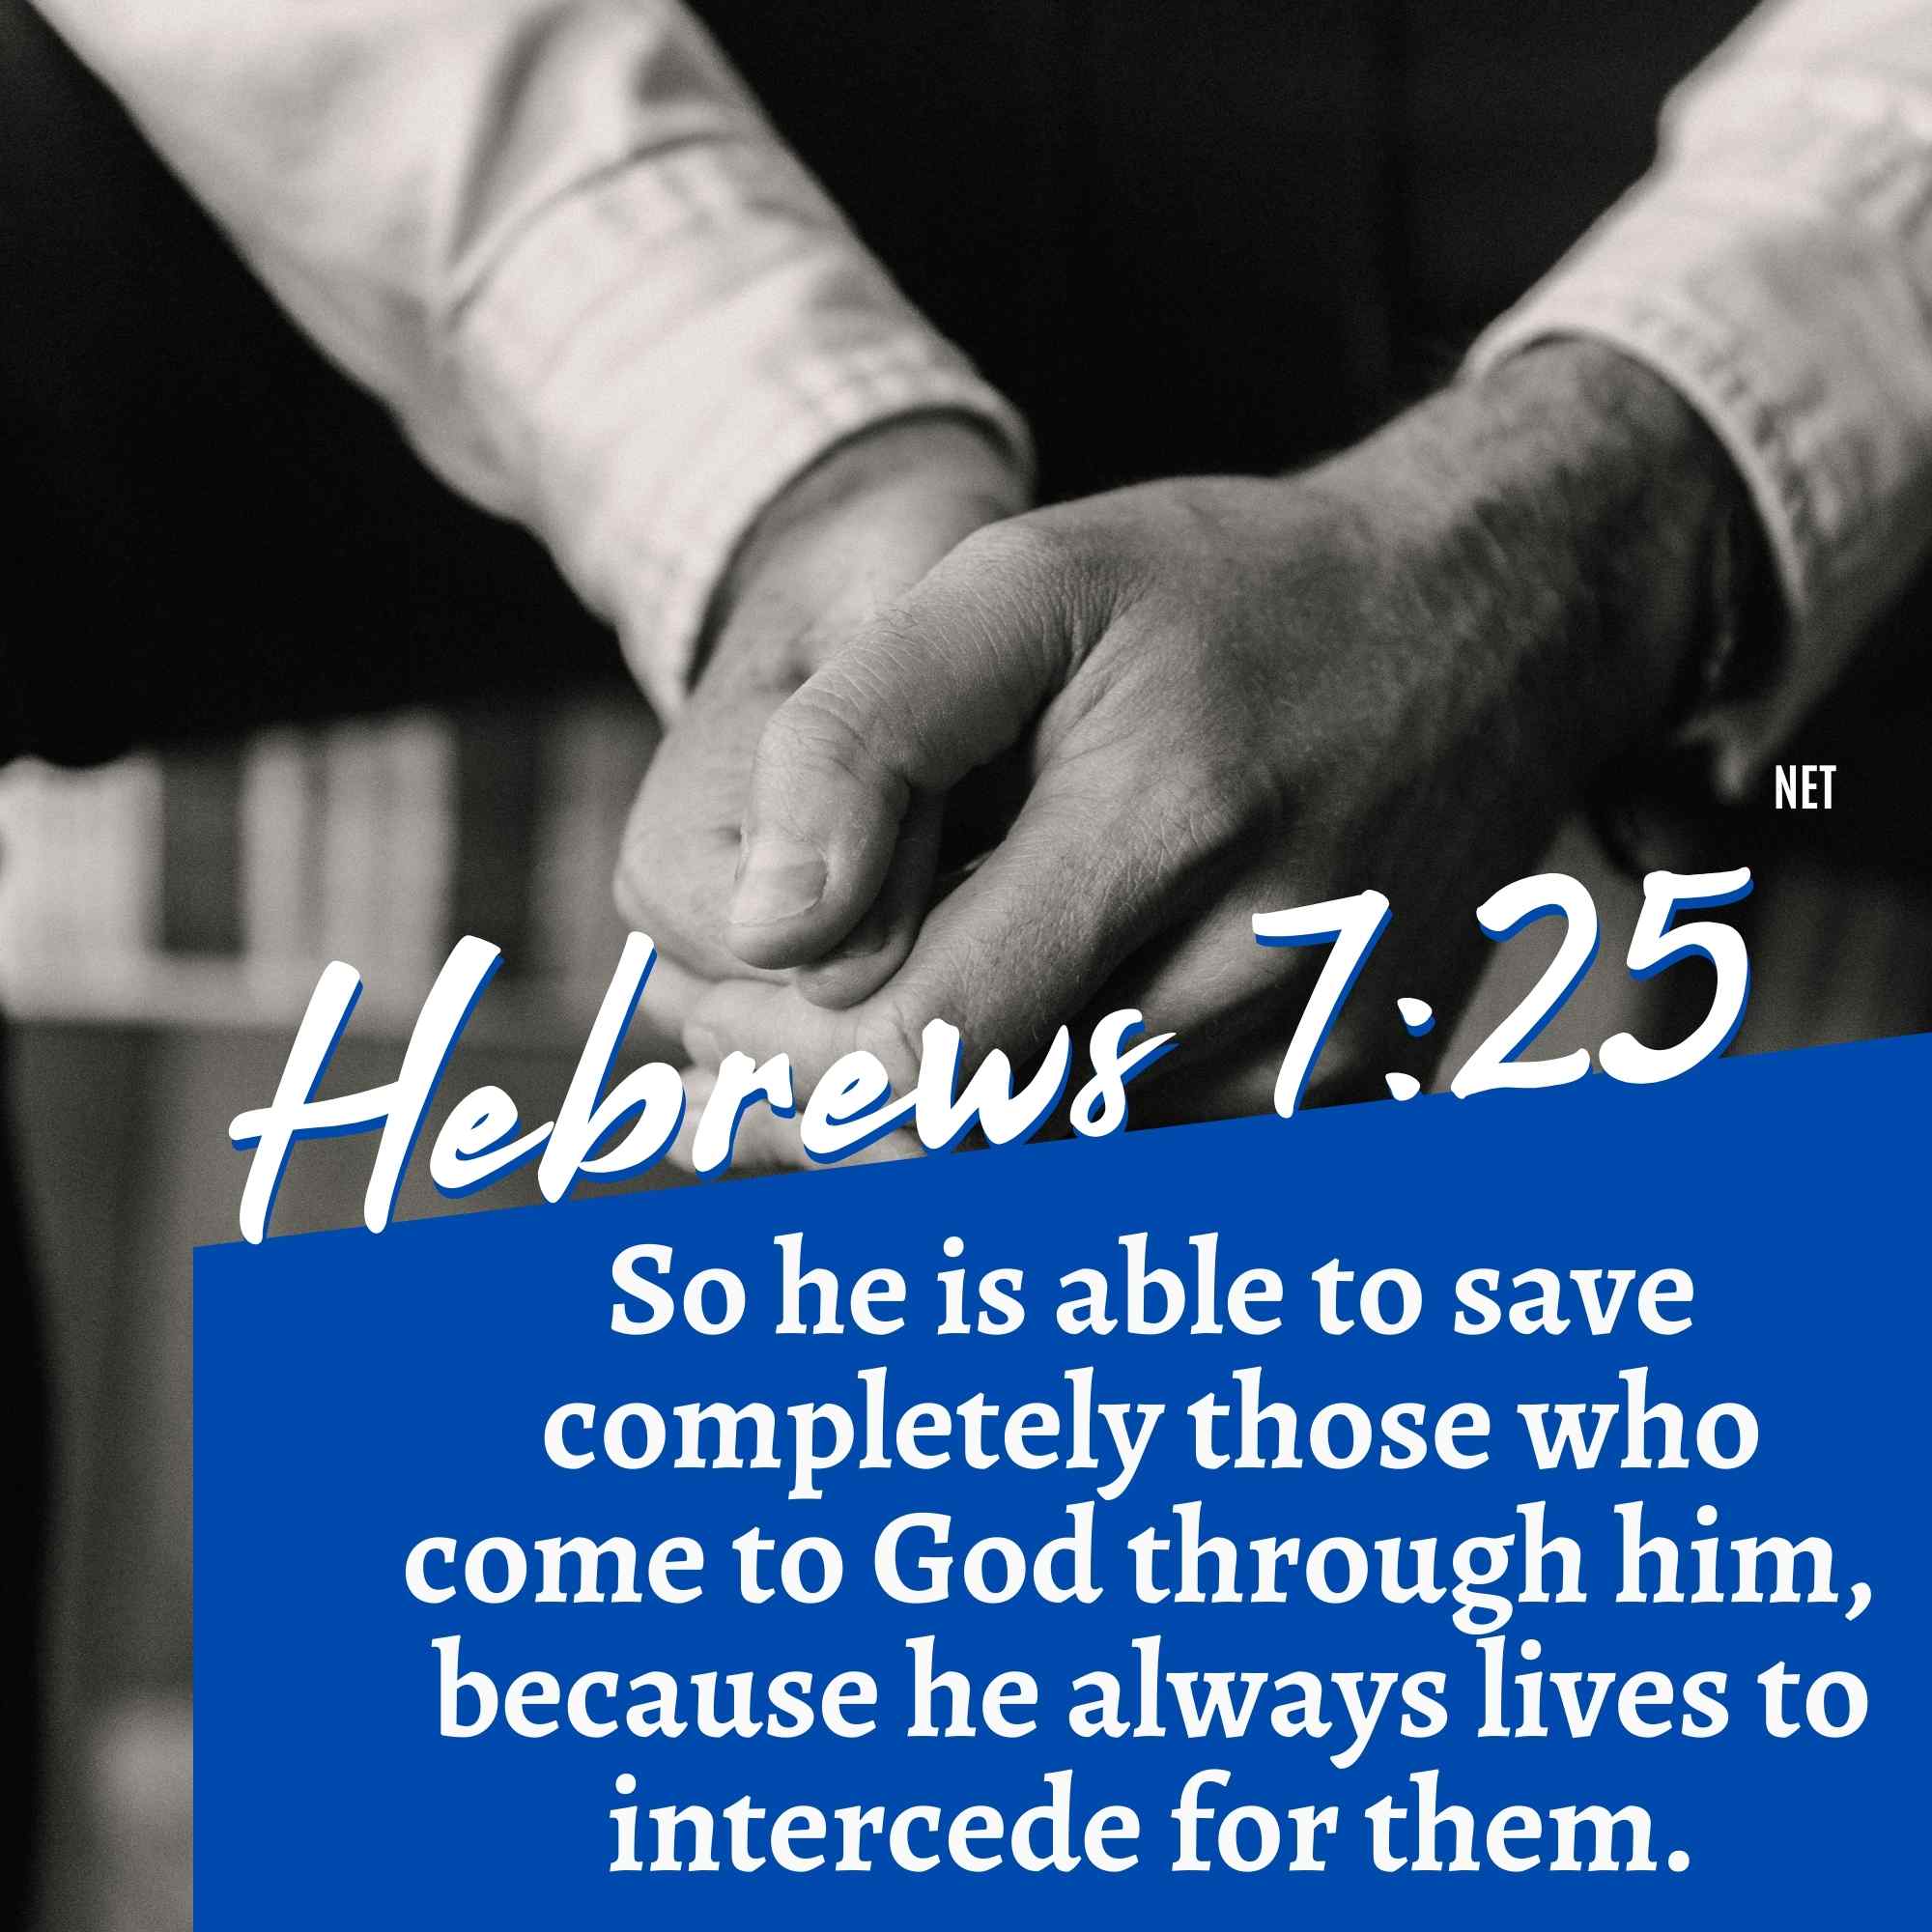 NET
Hebrews 7:25
So he is able to save
completely those who
come to God through him,
because he always lives to
intercede for them.